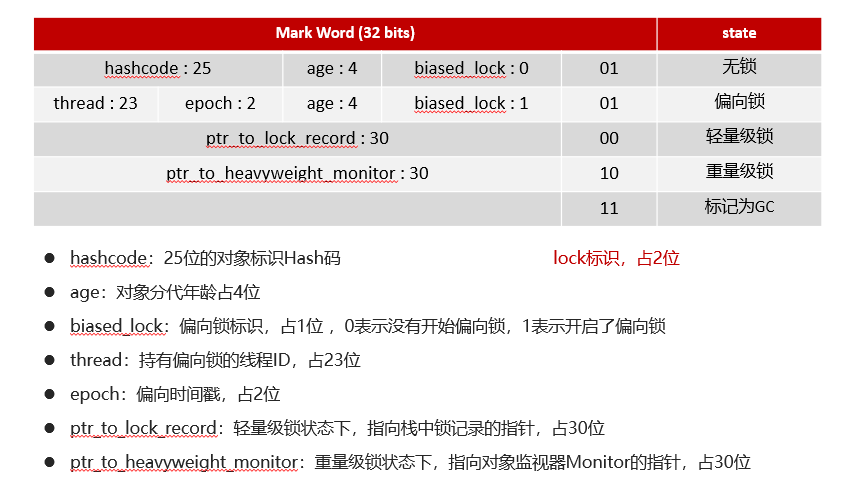 Mark Word (32 bits) state
hashcode : 25 age : 4 biased_lock : 0 01 无锁
thread : 23 epoch : 2 age : 4 biased_lock : 1 01 偏向锁
ptr_to_lock_record : 30 00 轻量级锁
ptr_to_heavyweight_monitor : 30 10 重量级锁
11 标记为GC
● hashcode：25位的对象标识Hash码 lock标识，占2位
● age：对象分代年龄占4位
● biased_lock：偏向锁标识，占1位 ，0表示没有开始偏向锁，1表示开启了偏向锁
● thread：持有偏向锁的线程ID，占23位
● epoch：偏向时间戳，占2位
● ptr_to_lock_record：轻量级锁状态下，指向栈中锁记录的指针，占30位
● ptr_to_heavyweight_monitor：重量级锁状态下，指向对象监视器Monitor的指针，占30位